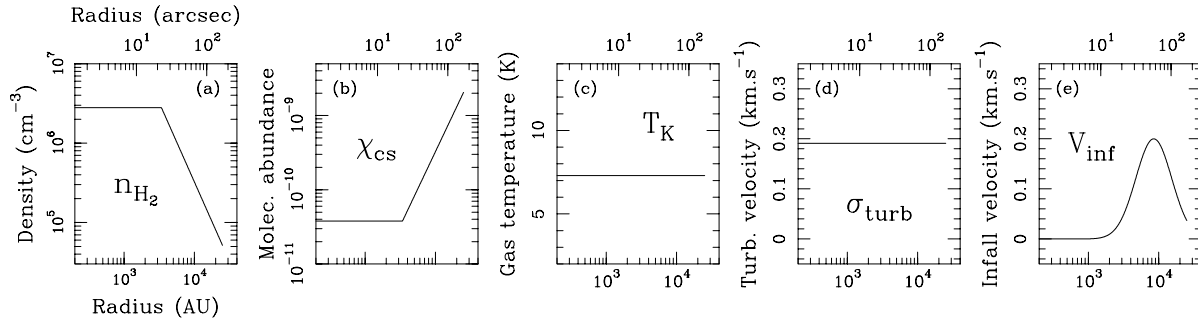 Radius (arcsec)
10^1 10^2
10^1 10^2
10^1 10^2
10^1 10^2
10^1 10^2
Density (cm^−3)
10^7
10^6
10^5
(a)
n_H2
10^3 10^4
Radius (AU)
Molec. abundance
10^−9
10^−10
10^−11
(b)
χ_cs
Gas temperature (K)
10
5
(c)
T_K
10^3 10^4
Turb. velocity (km.s^−1)
0.3
0.2
0.1
0
(d)
σ_turb
10^3 10^4
Infall velocity (km.s^−1)
0.3
0.2
0.1
0
(e)
V_inf
10^3 10^4